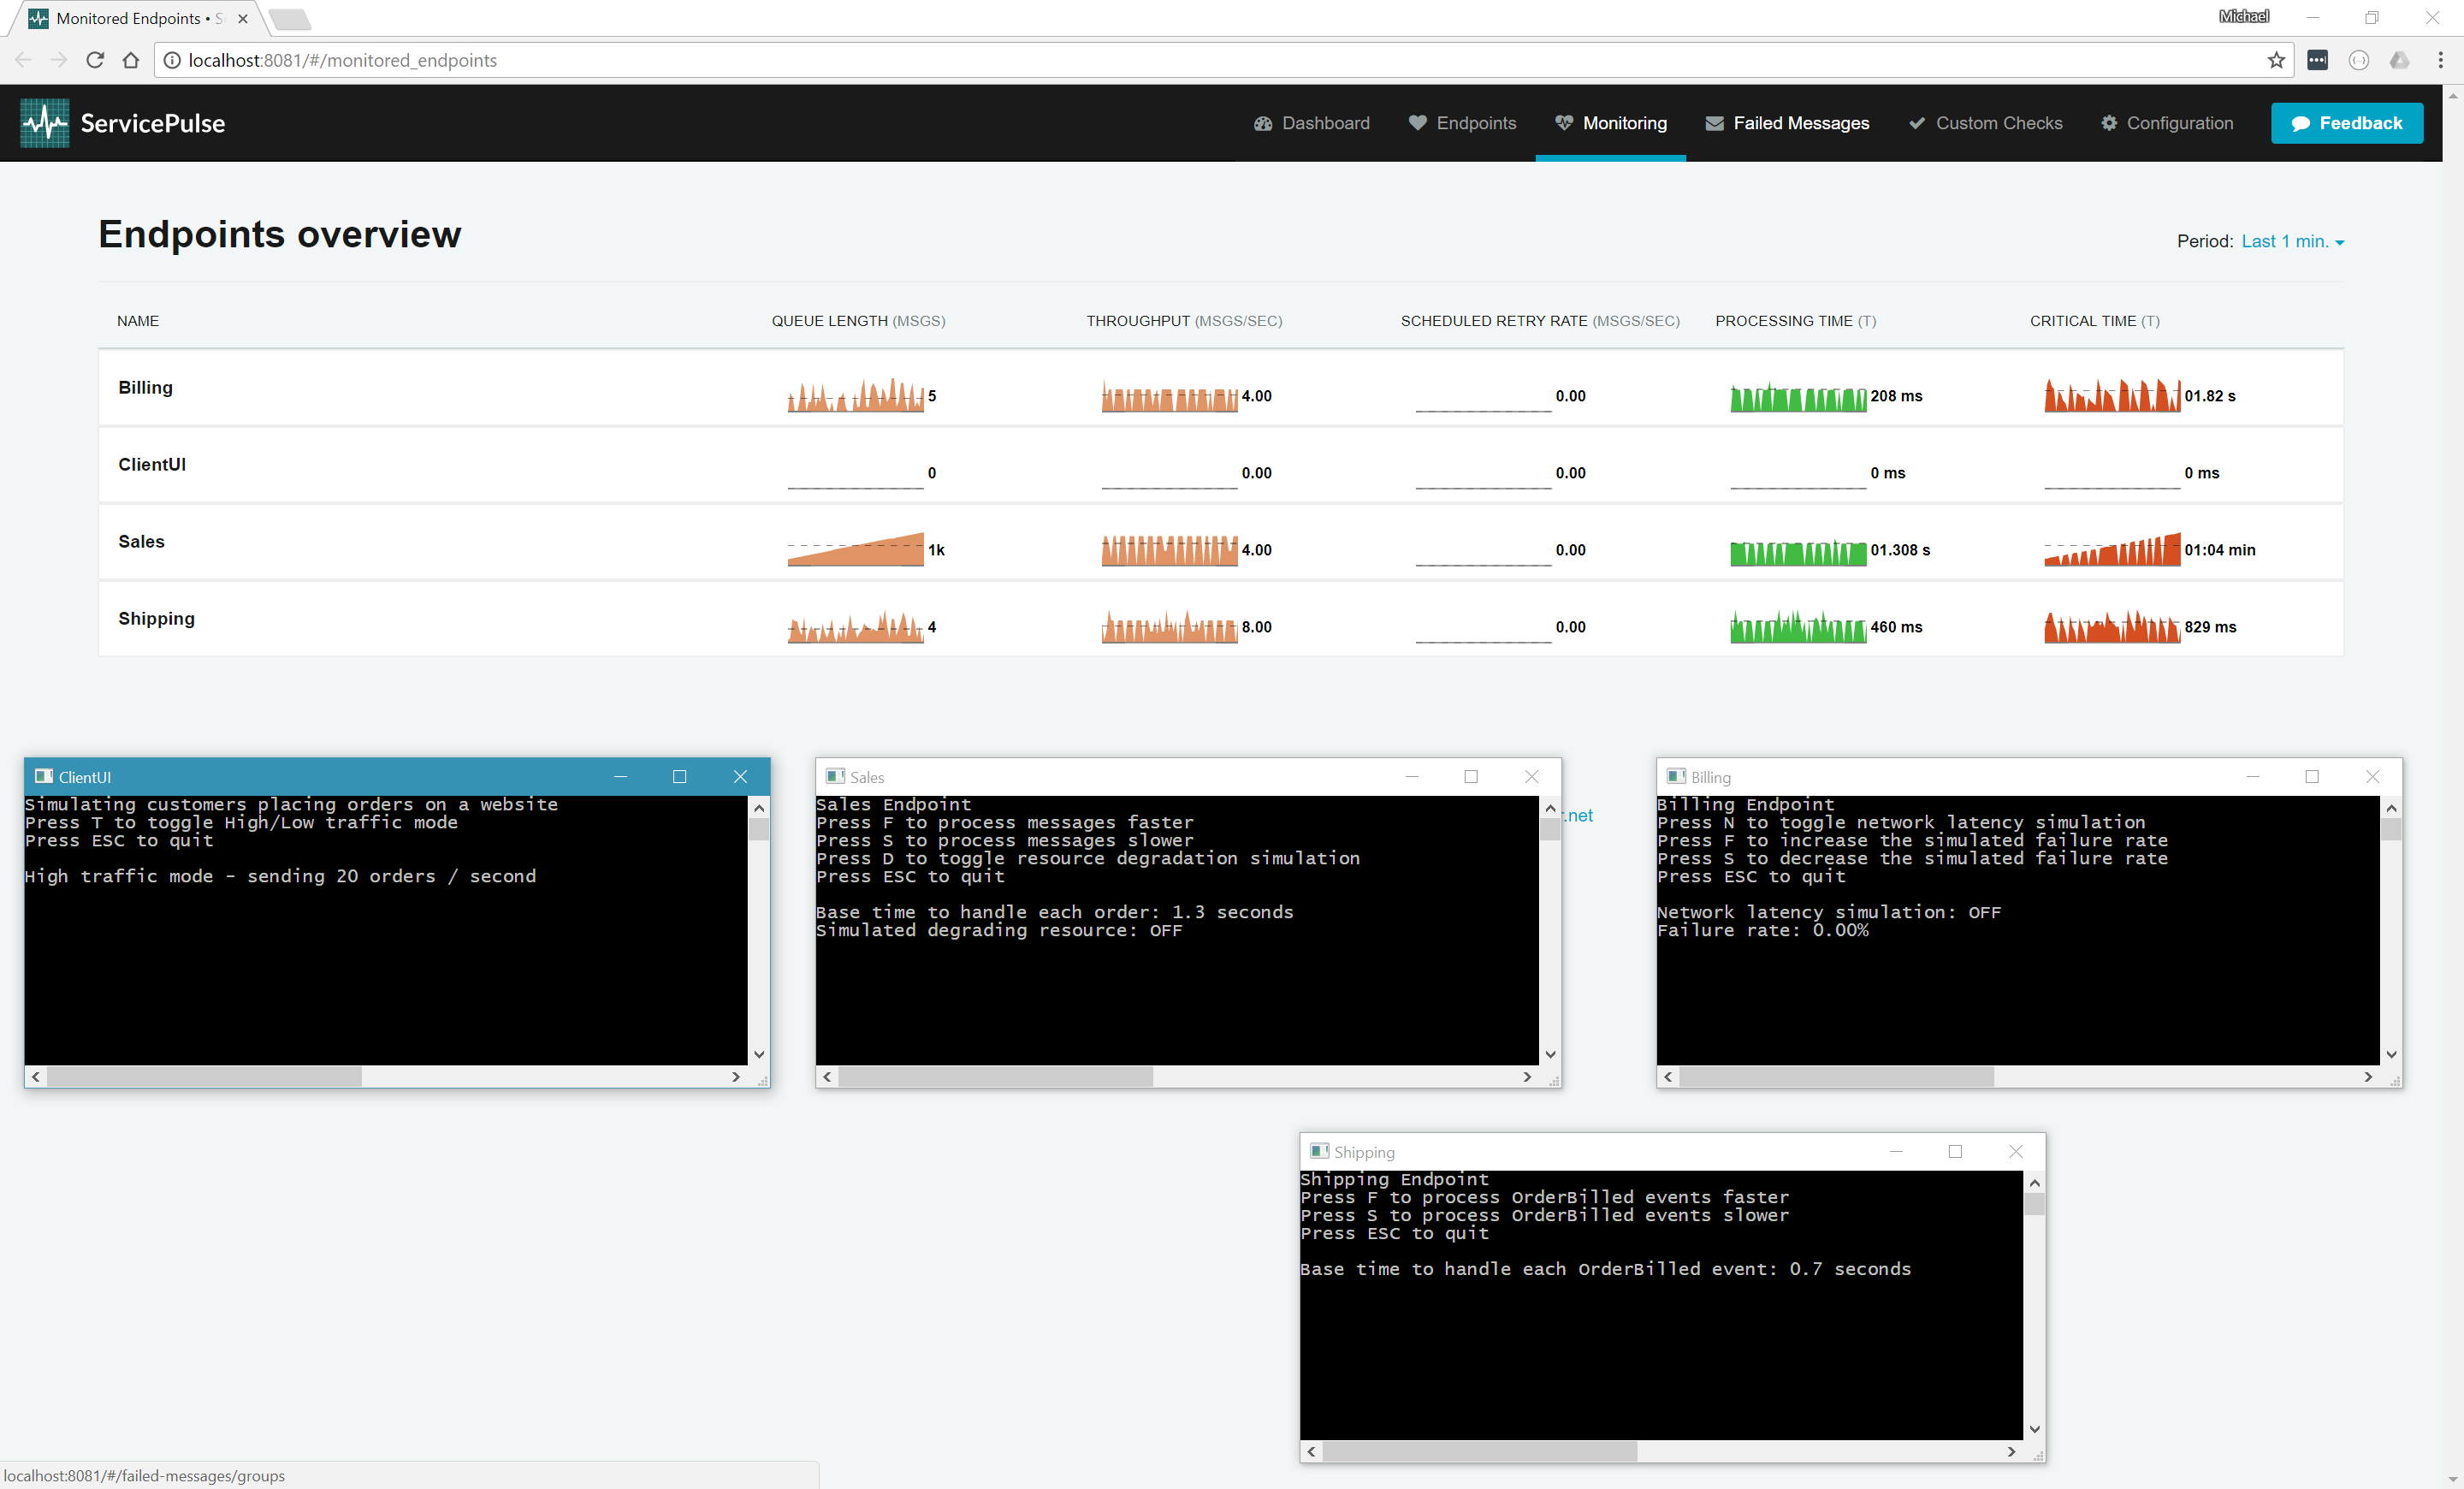 Monitored Endpoints • S
Michael
localhost:8081/#/monitored_endpoints
ServicePulse
Dashboard
Endpoints
Monitoring
Failed Messages
Custom Checks
Configuration
Feedback
Endpoints overview
Period: Last 1 min.
NAME QUEUE LENGTH (MSGS) THROUGHPUT (MSGS/SEC) SCHEDULED RETRY RATE (MSGS/SEC) PROCESSING TIME (T) CRITICAL TIME (T)
Billing 5 4.00 0.00 208 ms 01.82 s
ClientUI 0 0.00 0.00 0 ms 0 ms
Sales 1k 4.00 0.00 01.308 s 01:04 min
Shipping 4 8.00 0.00 460 ms 829 ms
ClientUI
Simulating customers placing orders on a website
Press T to toggle High/Low traffic mode
Press ESC to quit
High traffic mode - sending 20 orders / second
Sales
Sales Endpoint
Press F to process messages faster
Press S to process messages slower
Press D to toggle resource degradation simulation
Press ESC to quit
Base time to handle each order: 1.3 seconds
Simulated degrading resource: OFF
.net
Billing
Billing Endpoint
Press N to toggle network latency simulation
Press F to increase the simulated failure rate
Press S to decrease the simulated failure rate
Press ESC to quit
Network latency simulation: OFF
Failure rate: 0.00%
Shipping
Shipping Endpoint
Press F to process OrderBilled events faster
Press S to process OrderBilled events slower
Press ESC to quit
Base time to handle each OrderBilled event: 0.7 seconds
localhost:8081/#/failed-messages/groups